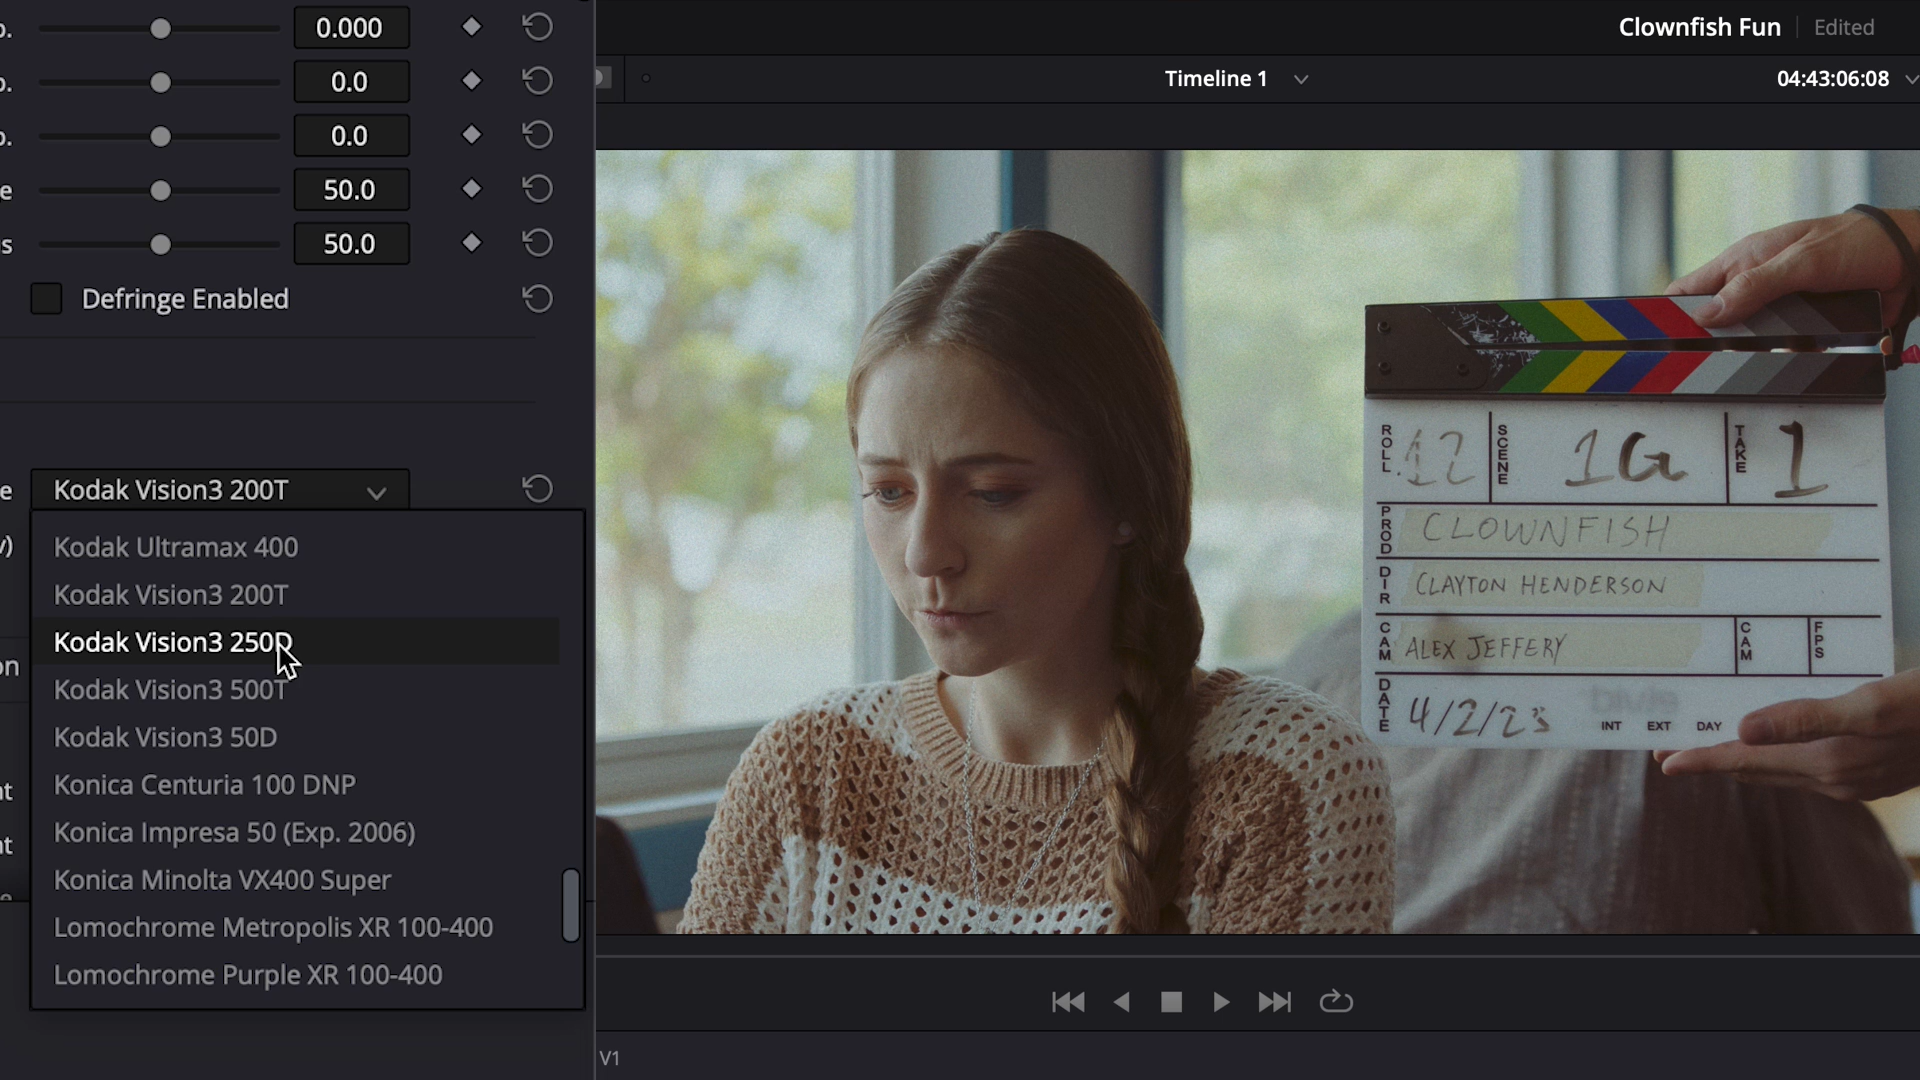 0.000
0.0
0.0
e 50.0
s 50.0
Defringe Enabled
e Kodak Vision3 200T
Kodak Ultramax 400
Kodak Vision3 200T
Kodak Vision3 250D
Kodak Vision3 500T
Kodak Vision3 50D
Konica Centuria 100 DNP
Konica Impresa 50 (Exp. 2006)
Konica Minolta VX400 Super
Lomochrome Metropolis XR 100-400
Lomochrome Purple XR 100-400
on
nt
nt
Clownfish Fun Edited
Timeline 1 04:43:06:08
ROLL 12 SCENE 1G TAKE 1
PROD CLOWNFISH
DIR CLAYTON HENDERSON
CAM ALEX JEFFERY CAM FPS
DATE 4/2/23
INT EXT DAY
V1